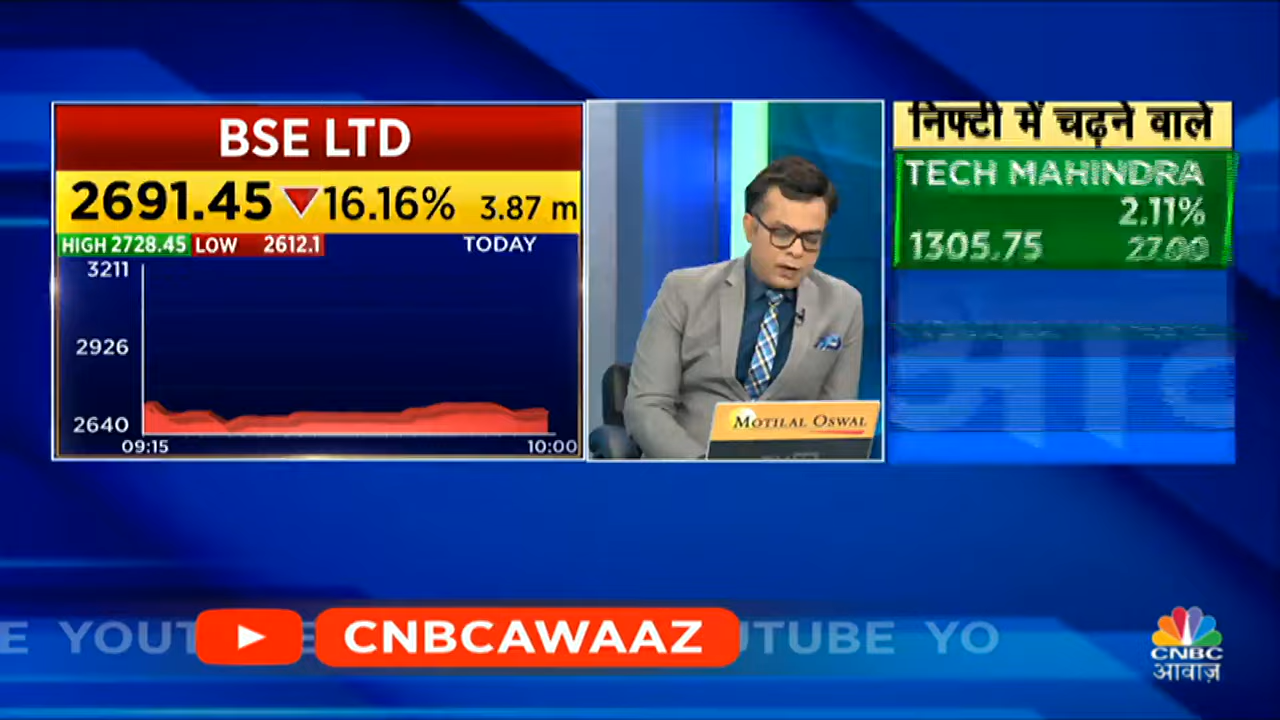 BSE LTD
2691.45 ▼16.16% 3.87 m
HIGH 2728.45 LOW 2612.1 TODAY
3211
2926
2640
09:15 10:00
MOTILAL OSWAL
निफ्टी में चढ़ने वाले
TECH MAHINDRA
2.11%
1305.75 27.00
CNBCAWAAZ
UTUBE YO
E YOUT
CNBC
आवाज़